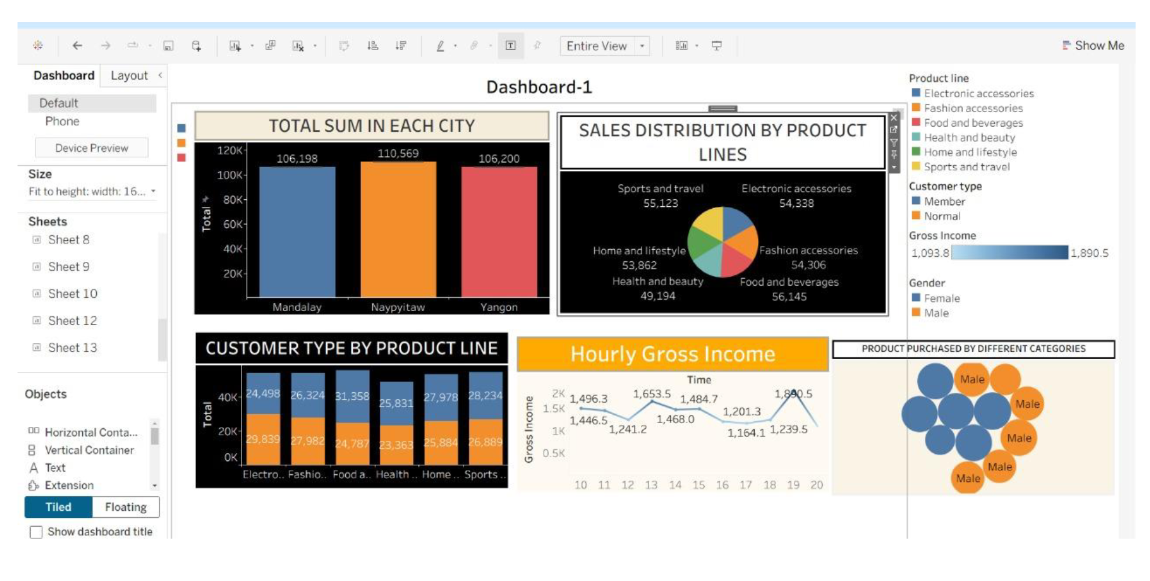 Entire View
Show Me
Dashboard
Layout
Default
Phone
Device Preview
Size
Fit to height: width: 16...
Sheets
Sheet 8
Sheet 9
Sheet 10
Sheet 12
Sheet 13
Objects
Horizontal Conta...
Vertical Container
A Text
Extension
Tiled
Floating
Show dashboard title
Dashboard-1
TOTAL SUM IN EACH CITY
Total
120K
100K
80K
60K
40K
20K
106,198
110,569
106,200
Mandalay
Naypyitaw
Yangon
SALES DISTRIBUTION BY PRODUCT
LINES
Sports and travel
55,123
Electronic accessories
54,338
Home and lifestyle
53,862
Fashion accessories
54,306
Health and beauty
49,194
Food and beverages
56,145
CUSTOMER TYPE BY PRODUCT LINE
Total
40K
20K
0K
24,498 26,324 31,358 25,831 27,978 28,234
29,839 27,982 24,787 23,363 25,884 26,889
Electro.. Fashio.. Food a.. Health .. Home .. Sports ..
Hourly Gross Income
Time
Gross Income
2K
1.5K
1K
0.5K
1,496.3
1,446.5
1,241.2
1,653.5
1,468.0
1,484.7
1,201.3
1,164.1
1,239.5
1,890.5
10 11 12 13 14 15 16 17 18 19 20
PRODUCT PURCHASED BY DIFFERENT CATEGORIES
Male
Male
Male
Male
Male
Product line
Electronic accessories
Fashion accessories
Food and beverages
Health and beauty
Home and lifestyle
Sports and travel
Customer type
Member
Normal
Gross Income
1,093.8
1,890.5
Gender
Female
Male